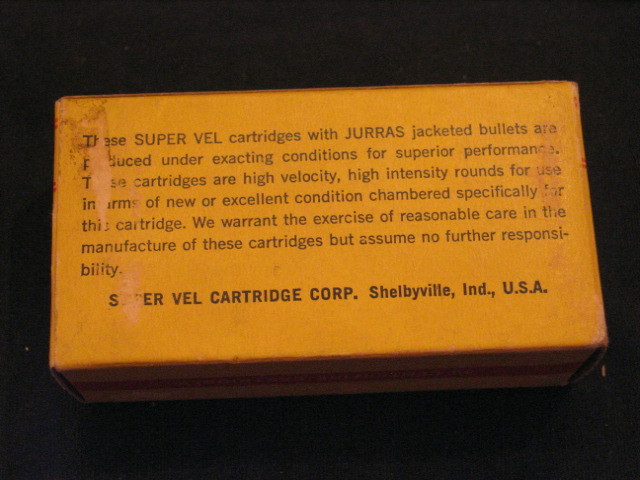 These SUPER VEL cartridges with JURRAS jacketed bullets are
produced under exacting conditions for superior performance.
These cartridges are high velocity, high intensity rounds for use
in arms of new or excellent condition chambered specifically for
this cartridge. We warrant the exercise of reasonable care in the
manufacture of these cartridges but assume no further responsi-
bility.
SUPER VEL CARTRIDGE CORP. Shelbyville, Ind., U.S.A.